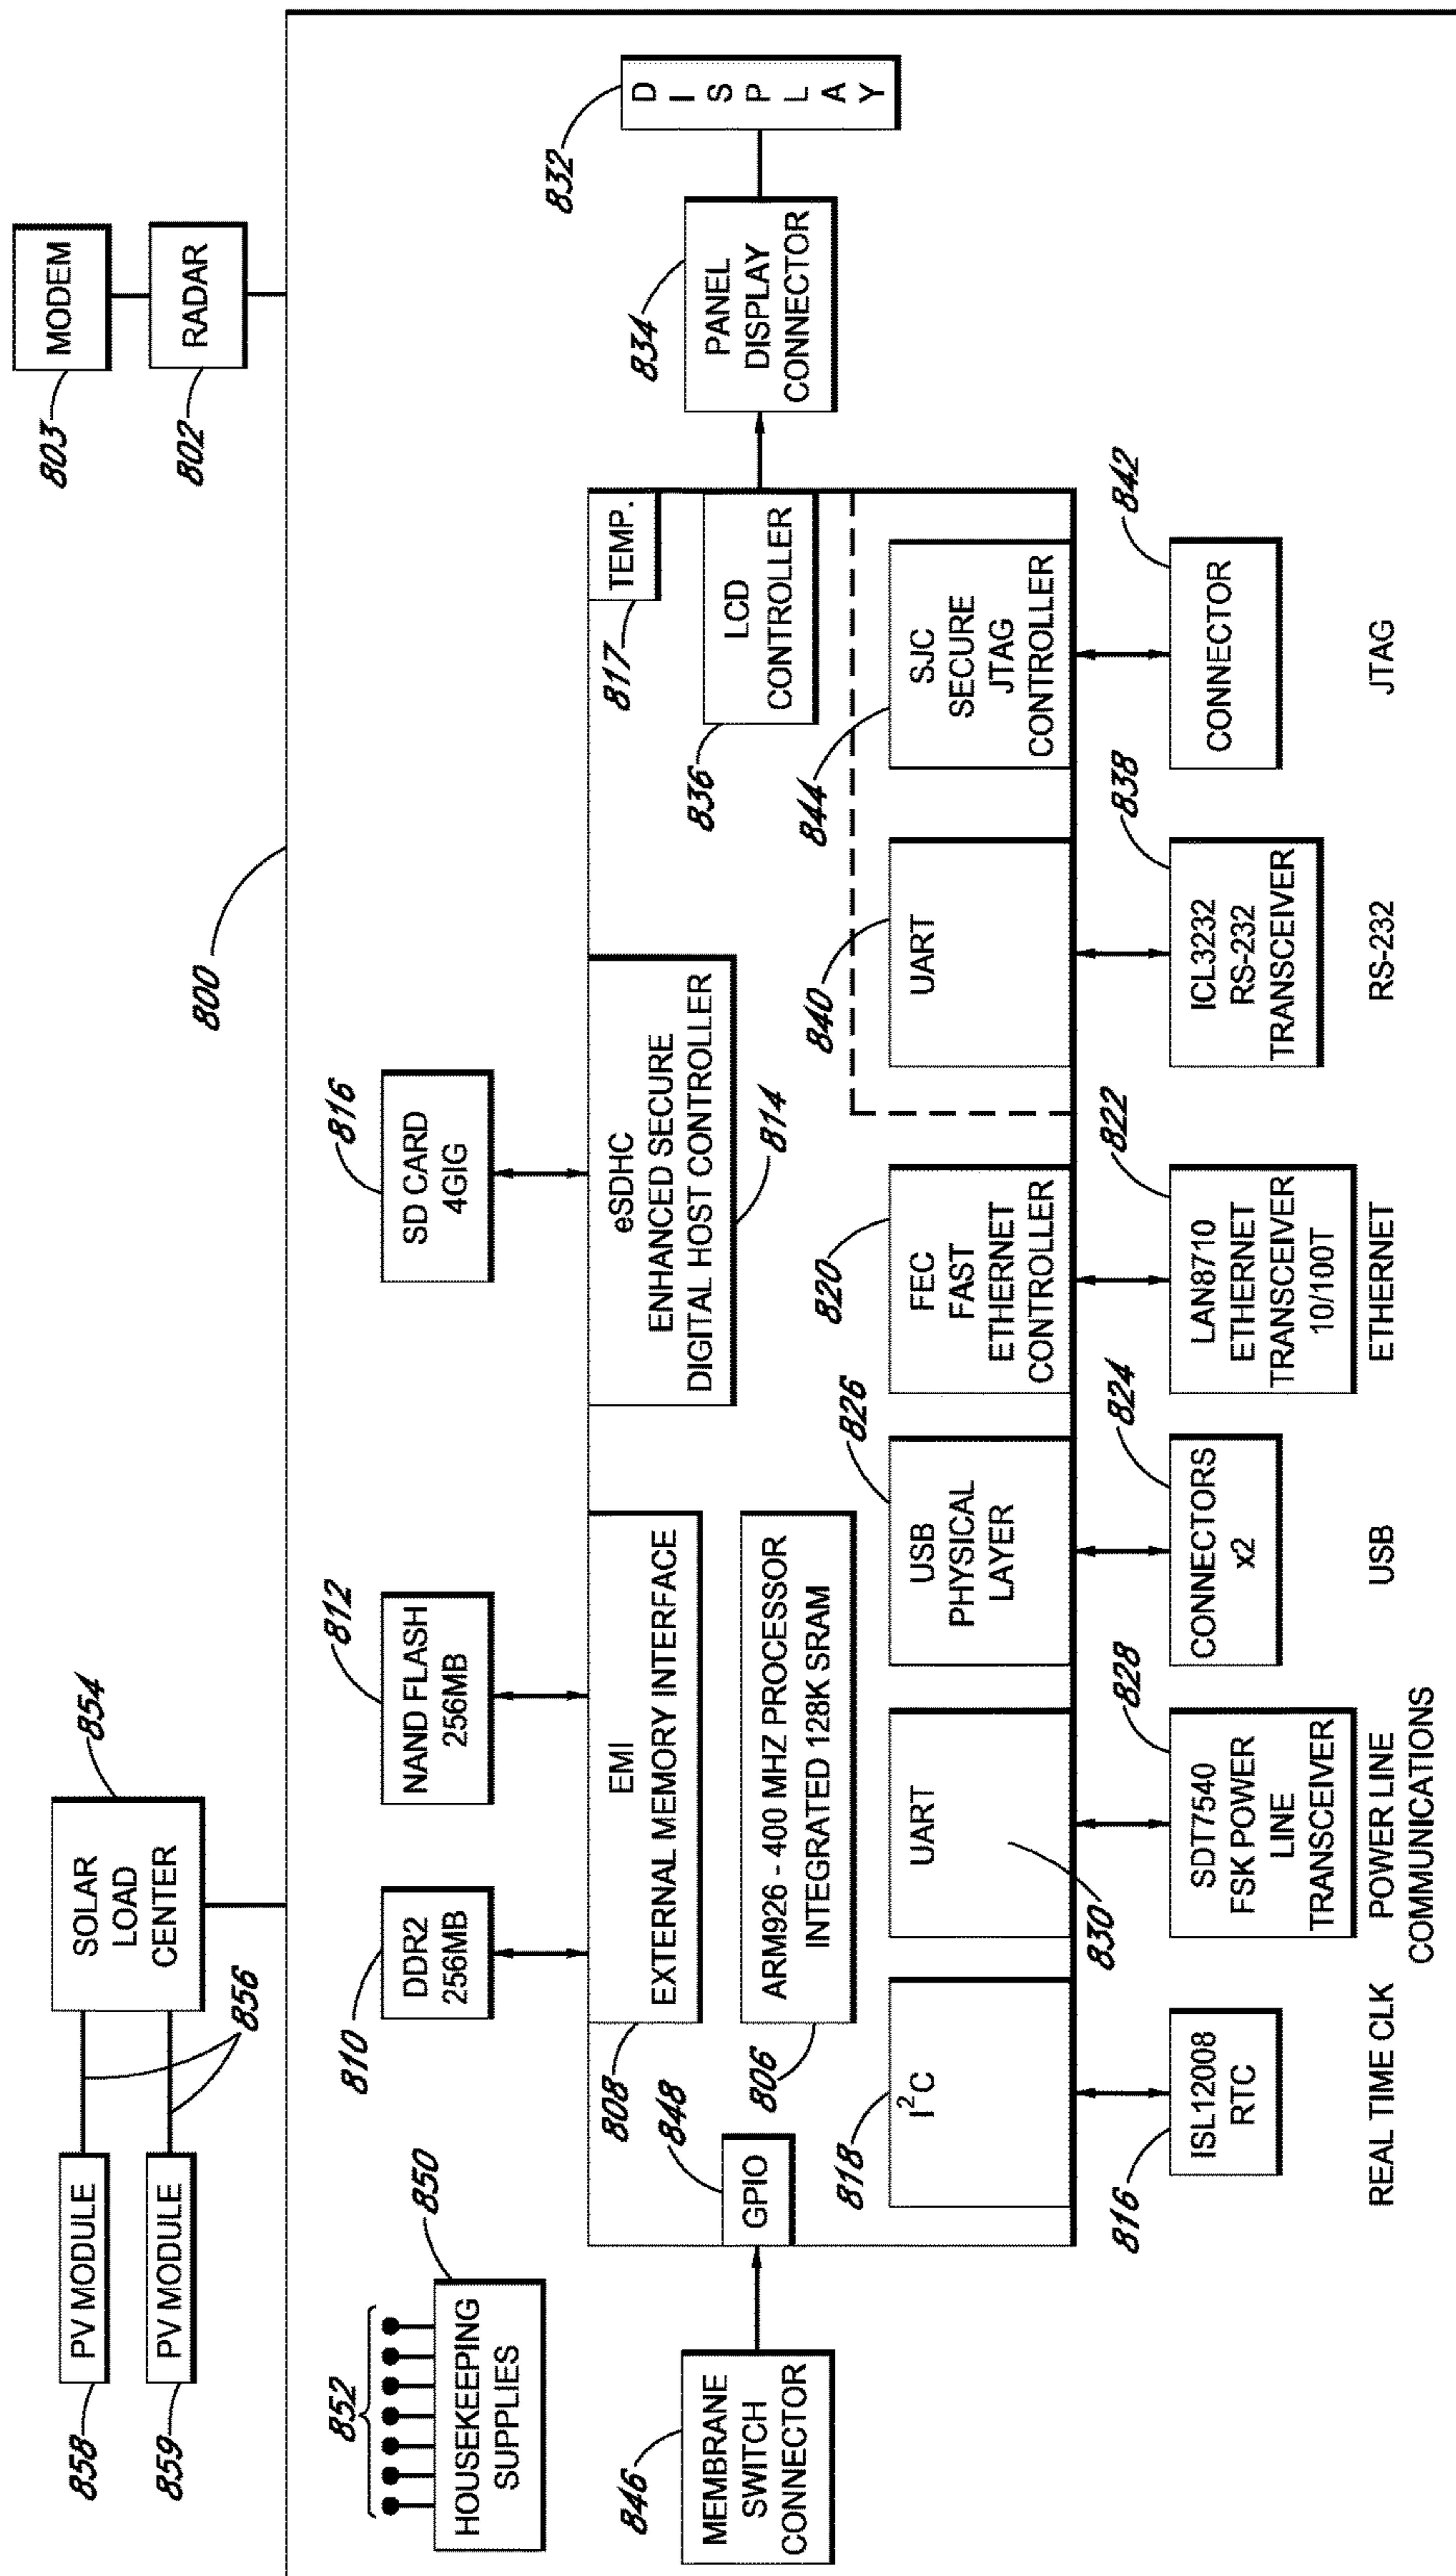 858
PV MODULE
859
PV MODULE
856
SOLAR
LOAD
CENTER
854
800
803
MODEM
802
RADAR
852
HOUSEKEEPING
SUPPLIES
850
810
DDR2
256MB
NAND FLASH
256MB
812
SD CARD
4GIG
816
846
MEMBRANE
SWITCH
CONNECTOR
848
GPIO
808
EMI
EXTERNAL MEMORY INTERFACE
806
ARM926 - 400 MHZ PROCESSOR
INTEGRATED 128K SRAM
eSDHC
ENHANCED SECURE
DIGITAL HOST CONTROLLER
814
817
TEMP.
836
LCD
CONTROLLER
834
PANEL
DISPLAY
CONNECTOR
832
D
I
S
P
L
A
Y
818
I²C
UART
830
826
USB
PHYSICAL
LAYER
820
FEC
FAST
ETHERNET
CONTROLLER
840
UART
844
SJC
SECURE
JTAG
CONTROLLER
816
ISL12008
RTC
REAL TIME CLK
828
SDT7540
FSK POWER
LINE
TRANSCEIVER
POWER LINE
COMMUNICATIONS
824
CONNECTORS
x2
USB
822
LAN8710
ETHERNET
TRANSCEIVER
10/100T
ETHERNET
838
ICL3232
RS-232
TRANSCEIVER
RS-232
842
CONNECTOR
JTAG